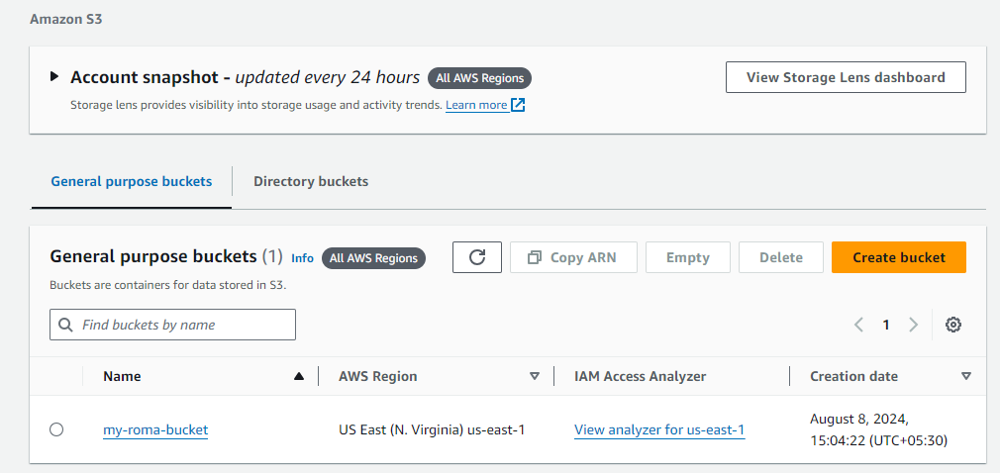 Amazon S3
Account snapshot - updated every 24 hours All AWS Regions View Storage Lens dashboard
Storage lens provides visibility into storage usage and activity trends. Learn more
General purpose buckets Directory buckets
General purpose buckets (1) Info All AWS Regions Copy ARN Empty Delete Create bucket
Buckets are containers for data stored in S3.
Find buckets by name 1
Name AWS Region IAM Access Analyzer Creation date
my-roma-bucket US East (N. Virginia) us-east-1 View analyzer for us-east-1 August 8, 2024,
15:04:22 (UTC+05:30)